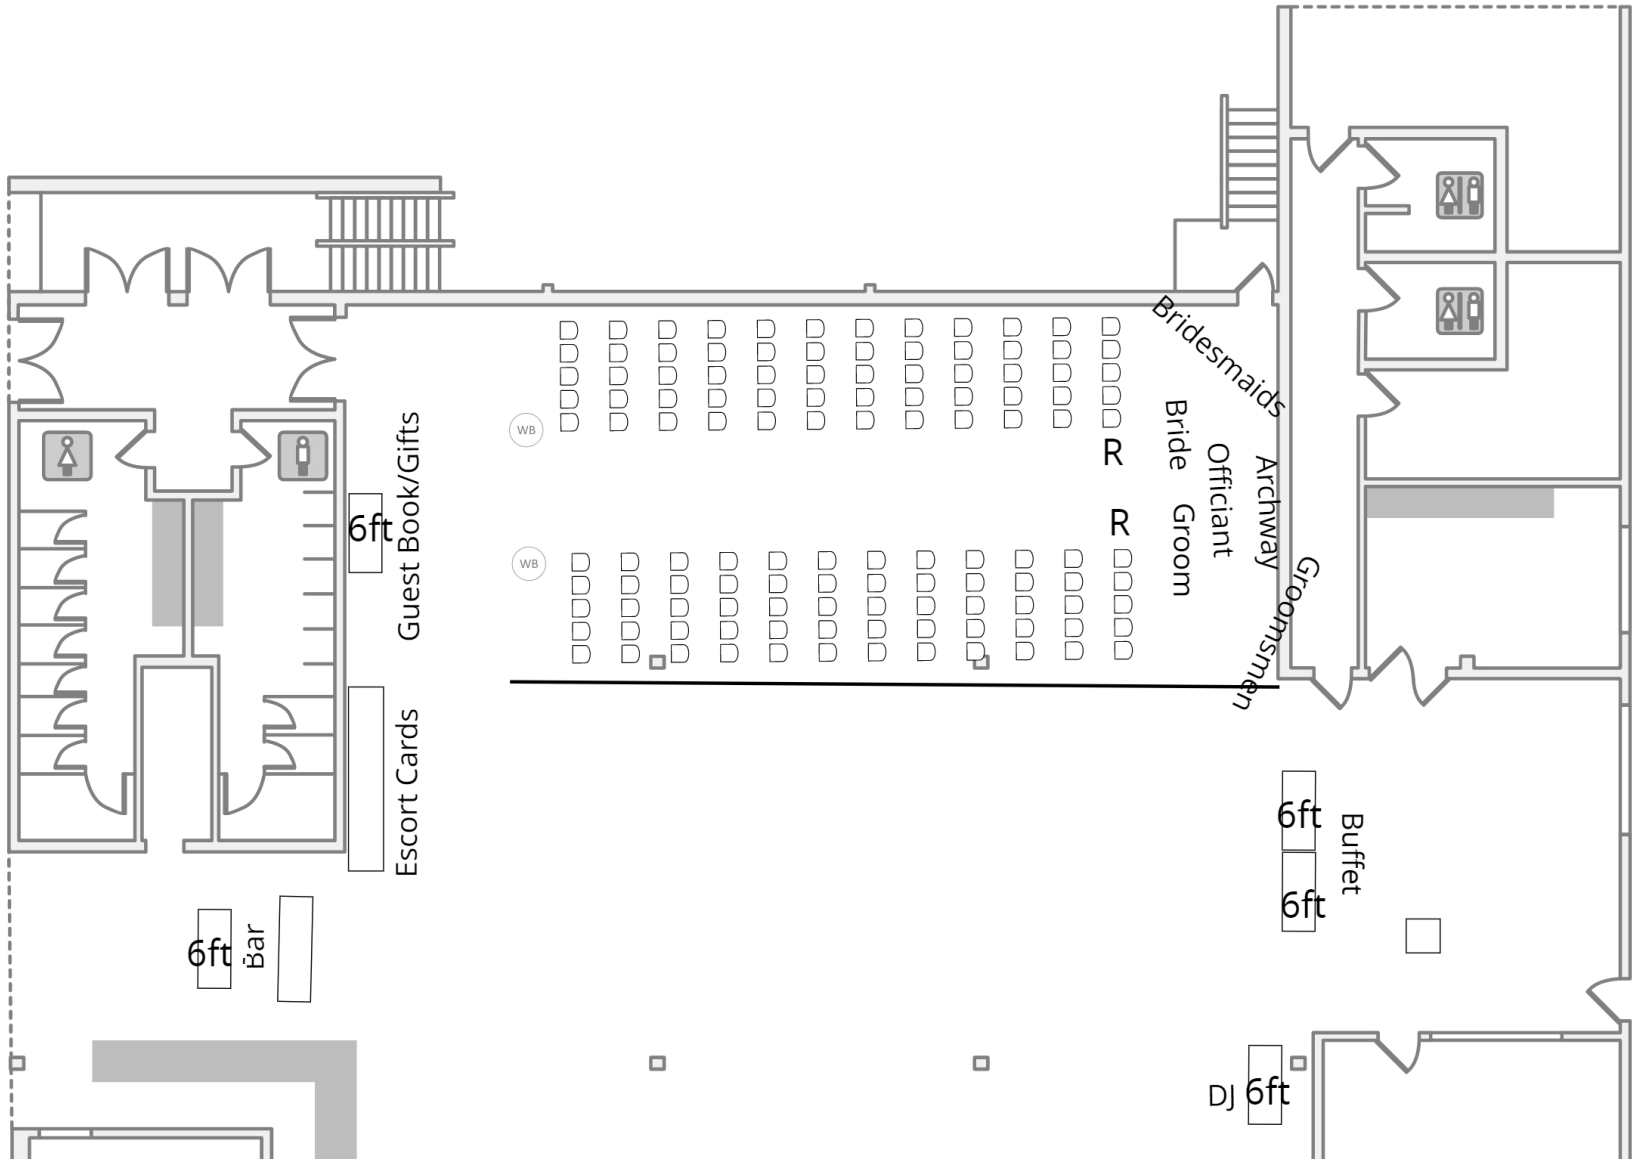 Bridesmaids
WB
R
Bride
Officiant
Archway
6ft
Guest Book/Gifts
R
Groom
WB
Groomsmen
Escort Cards
6ft
Buffet
6ft
6ft
Bar
DJ
6ft